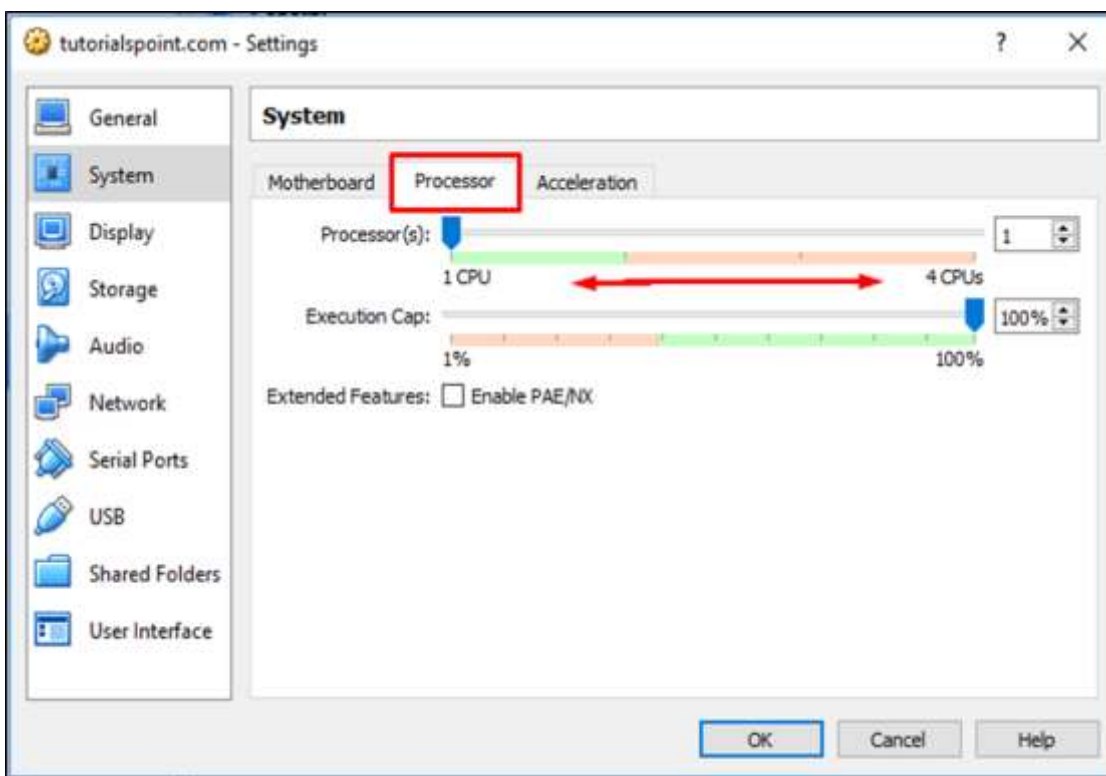 tutorialspoint.com - Settings ? ×
General
System
Display
Storage
Audio
Network
Serial Ports
USB
Shared Folders
User Interface
System
Motherboard Processor Acceleration
Processor(s): 1
1 CPU 4 CPUs
Execution Cap: 100%
1% 100%
Extended Features: Enable PAE/NX
OK Cancel Help